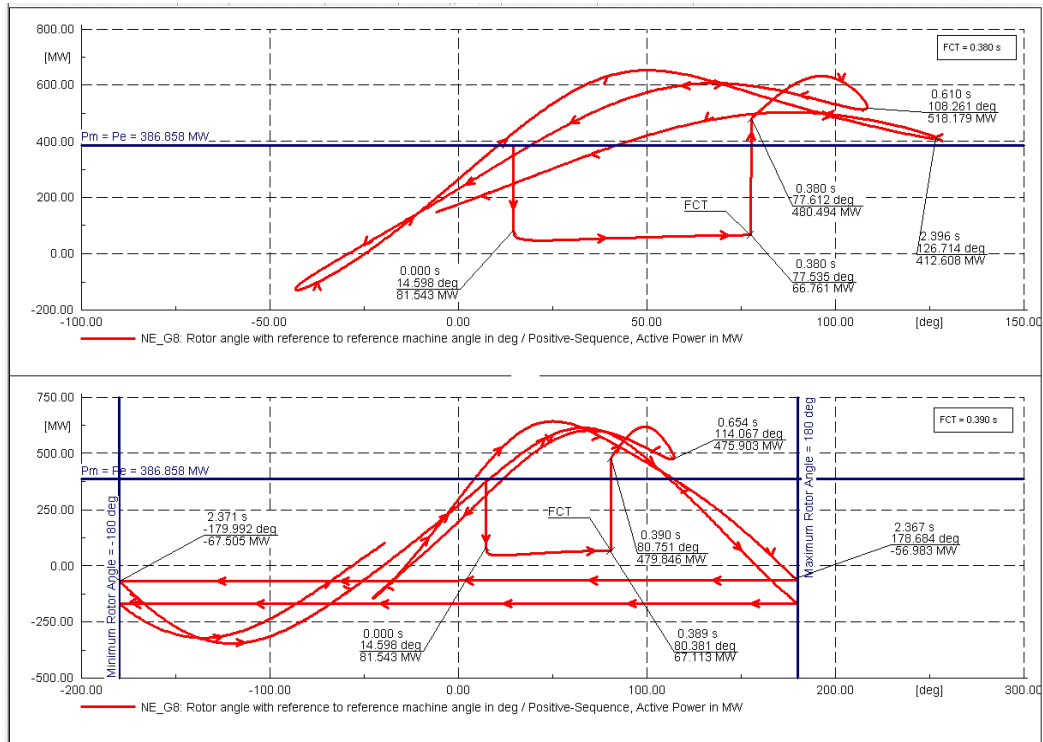 800.00
[MW]
FCT = 0.380 s
600.00
0.610 s
108.261 deg
518.179 MW
400.00
Pm = Pe = 386.858 MW
200.00
0.380 s
77.612 deg
480.494 MW
FCT
0.00
2.396 s
126.714 deg
412.608 MW
0.000 s
14.598 deg
81.543 MW
0.380 s
77.535 deg
66.761 MW
-200.00
-100.00
-50.00
0.00
50.00
100.00
[deg]
150.00
NE_G8: Rotor angle with reference to reference machine angle in deg / Positive-Sequence, Active Power in MW
750.00
[MW]
FCT = 0.390 s
0.654 s
114.067 deg
475.903 MW
500.00
Pm = Pe = 386.858 MW
Minimum Rotor Angle = -180 deg
Maximum Rotor Angle = 180 deg
2.371 s
-179.992 deg
-67.505 MW
250.00
FCT
0.390 s
80.751 deg
479.846 MW
2.367 s
178.684 deg
-56.983 MW
0.00
0.000 s
14.598 deg
81.543 MW
0.389 s
80.381 deg
67.113 MW
-250.00
-500.00
-200.00
-100.00
0.00
100.00
200.00
[deg]
300.00
NE_G8: Rotor angle with reference to reference machine angle in deg / Positive-Sequence, Active Power in MW